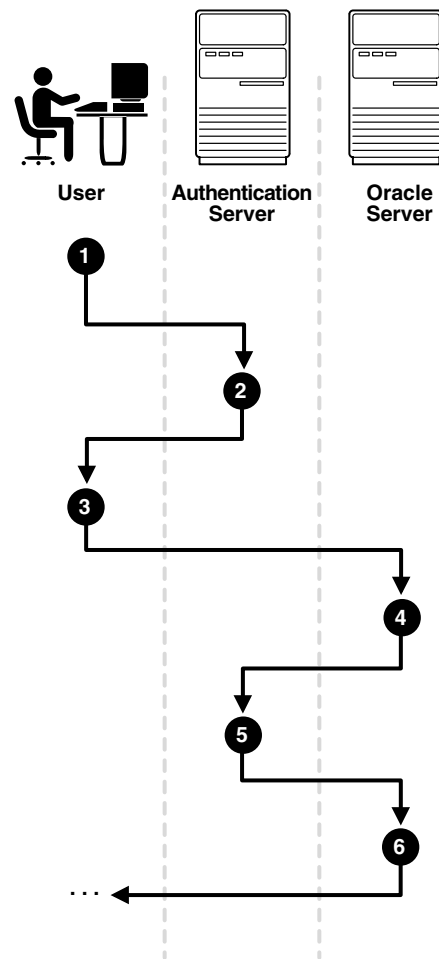 User
Authentication
Server
Oracle
Server
1
2
3
4
5
6
...